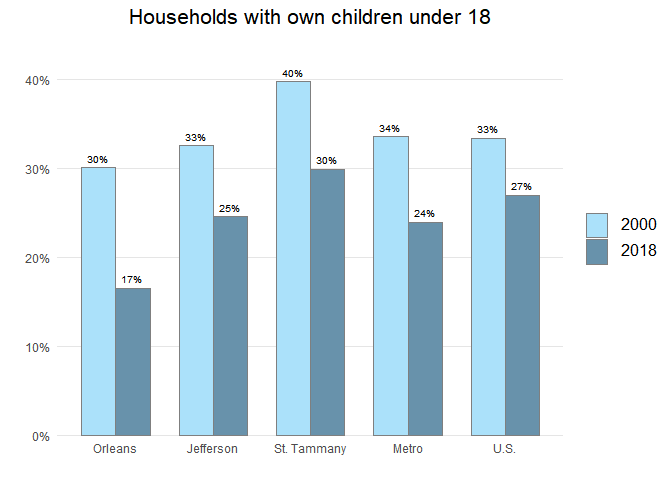 Households with own children under 18
40%
30%
20%
10%
0%
30%
17%
33%
25%
40%
30%
34%
24%
33%
27%
Orleans
Jefferson
St. Tammany
Metro
U.S.
2000
2018